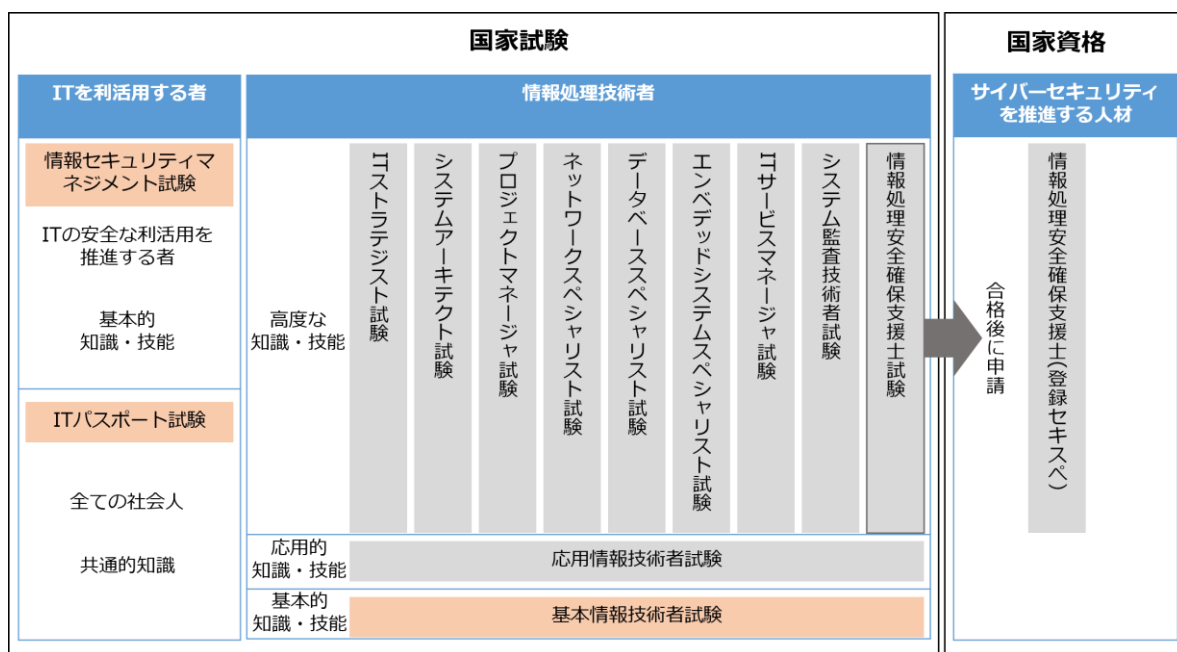 国家試験
国家資格
ITを利活用する者
情報処理技術者
サイバーセキュリティ
を推進する人材
情報セキュリティマ
ネジメント試験
ITの安全な利活用を
推進する者
基本的
知識・技能
ITパスポート試験
全ての社会人
共通的知識
高度な
知識・技能
ITストラテジスト試験
システムアーキテクト試験
プロジェクトマネージャ試験
ネットワークスペシャリスト試験
データベーススペシャリスト試験
エンベデッドシステムスペシャリスト試験
ITサービスマネージャ試験
システム監査技術者試験
情報処理安全確保支援士試験
応用的
知識・技能
応用情報技術者試験
基本的
知識・技能
基本情報技術者試験
合格後に申請
情報処理安全確保支援士(登録セキスペ)